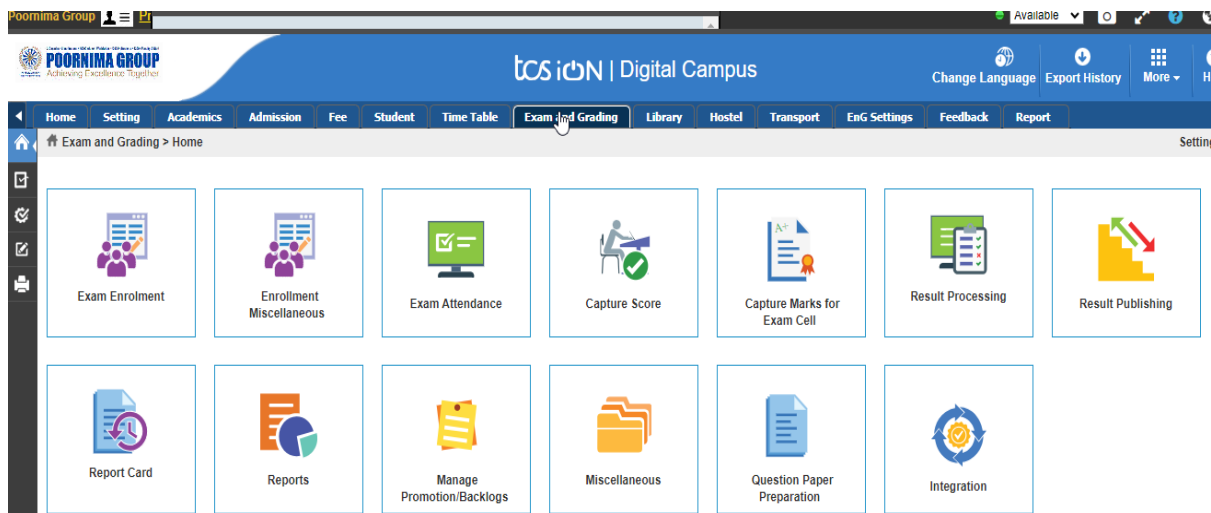 Poornima Group Pr Available
POORNIMA GROUP
Achieving Excellence Together
tcs iON | Digital Campus
Change Language Export History More H
Home Setting Academics Admission Fee Student Time Table Exam and Grading Library Hostel Transport EnG Settings Feedback Report
Exam and Grading > Home Setting
Exam Enrolment
Enrollment
Miscellaneous
Exam Attendance
Capture Score
A+
Capture Marks for
Exam Cell
Result Processing
Result Publishing
Report Card
Reports
Manage
Promotion/Backlogs
Miscellaneous
Question Paper
Preparation
Integration